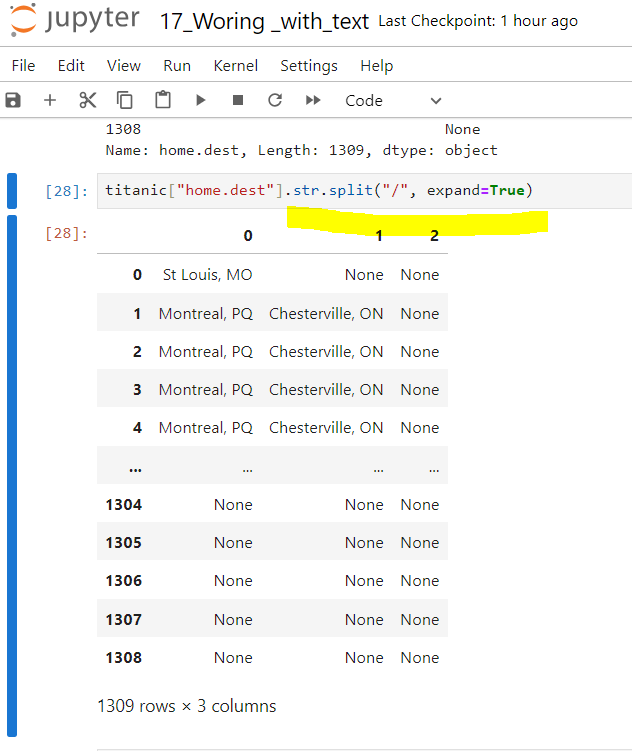 jupyter 17_Woring _with_text Last Checkpoint: 1 hour ago
File Edit View Run Kernel Settings Help
Code
1308 None
Name: home.dest, Length: 1309, dtype: object
[28]: titanic["home.dest"].str.split("/", expand=True)
[28]: 0 1 2
0 St Louis, MO None None
1 Montreal, PQ Chesterville, ON None
2 Montreal, PQ Chesterville, ON None
3 Montreal, PQ Chesterville, ON None
4 Montreal, PQ Chesterville, ON None
... ... ... ...
1304 None None None
1305 None None None
1306 None None None
1307 None None None
1308 None None None
1309 rows × 3 columns